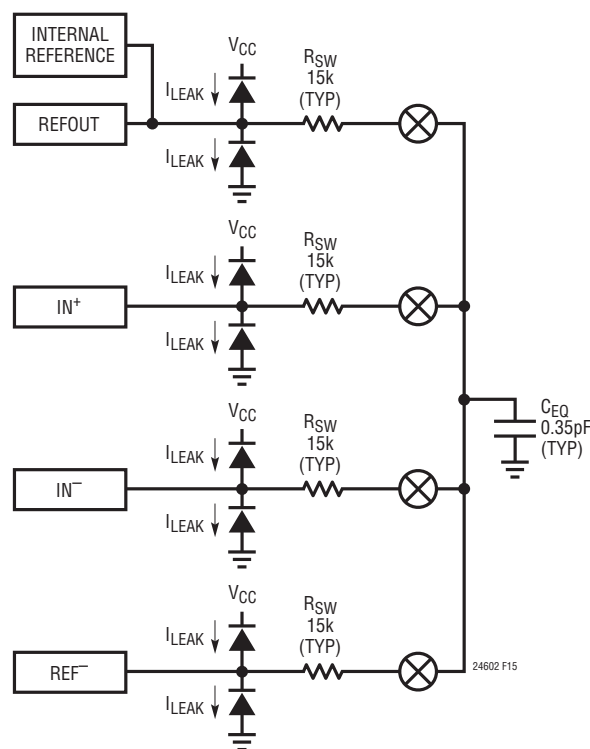 INTERNAL
REFERENCE
REFOUT
VCC
ILEAK
ILEAK
RSW
15k
(TYP)
IN⁺
VCC
ILEAK
ILEAK
RSW
15k
(TYP)
CEQ
0.35pF
(TYP)
IN⁻
VCC
ILEAK
ILEAK
RSW
15k
(TYP)
REF⁻
VCC
ILEAK
ILEAK
RSW
15k
(TYP)
24602 F15